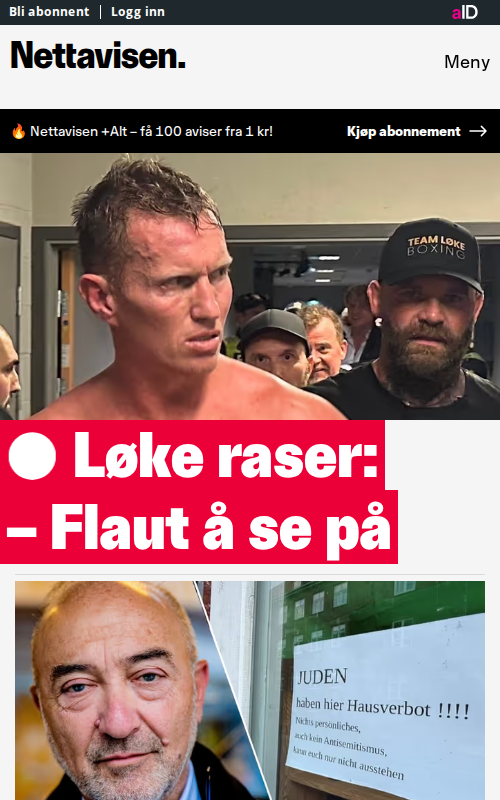 Bli abonnent
Logg inn
aID
Nettavisen.
Meny
🔥 Nettavisen +Alt – få 100 aviser fra 1 kr!
Kjøp abonnement →
TEAM LØKE
BOXING
● Løke raser:
– Flaut å se på
JUDEN
haben hier Hausverbot !!!!
Nichts persönliches,
auch kein Antisemitismus,
kann euch nur nicht ausstehen